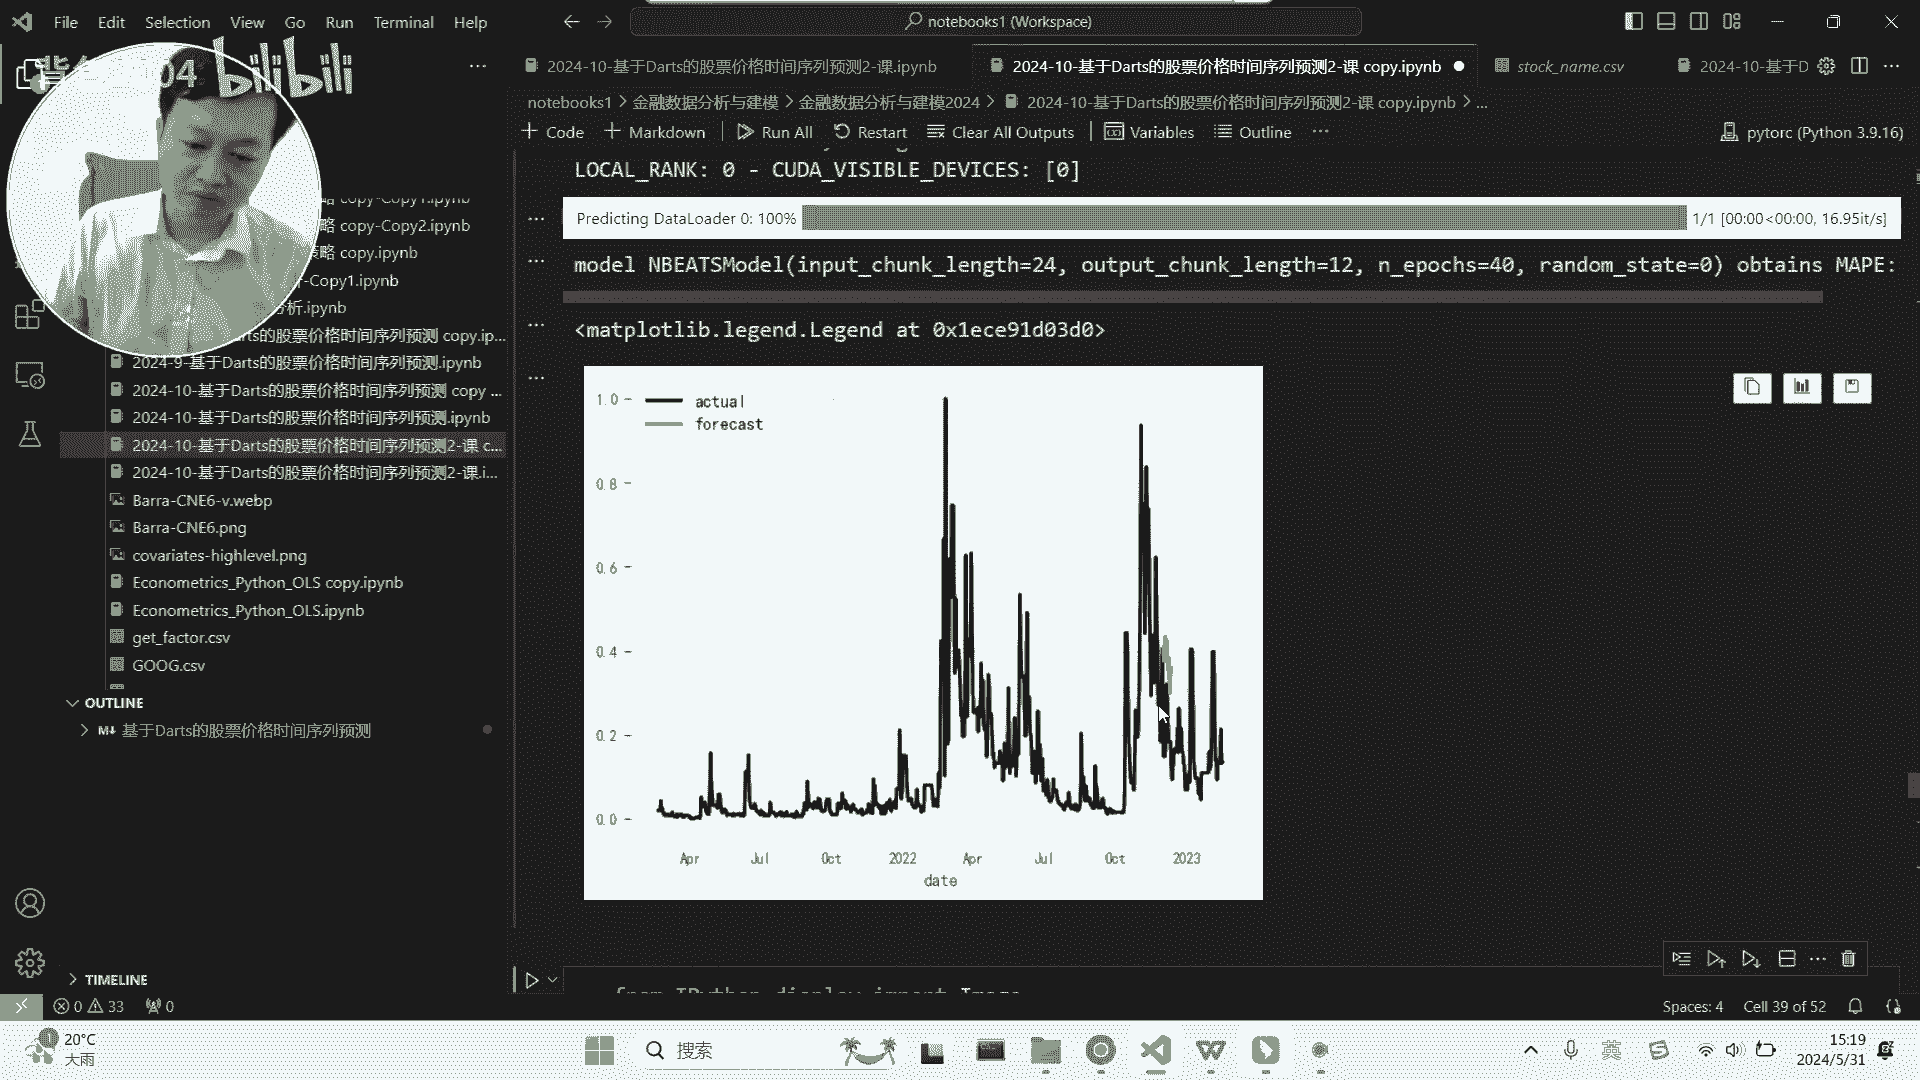 File Edit Selection View Go Run Terminal Help
notebooks1 (Workspace)
bilibili
2024-10-基于Darts的股票价格时间序列预测2-课.ipynb
2024-10-基于Darts的股票价格时间序列预测2-课 copy.ipynb
stock_name.csv
2024-10-基于D
notebooks1 > 金融数据分析与建模 > 金融数据分析与建模2024 > 2024-10-基于Darts的股票价格时间序列预测2-课 copy.ipynb > ...
+ Code + Markdown Run All Restart Clear All Outputs Variables Outline ...
pytorc (Python 3.9.16)
略 copy-Copy1.ipynb
略 copy-Copy2.ipynb
策略 copy.ipynb
-Copy1.ipynb
分析.ipynb
Darts的股票价格时间序列预测 copy.ip...
2024-9-基于Darts的股票价格时间序列预测.ipynb
2024-10-基于Darts的股票价格时间序列预测 copy ...
2024-10-基于Darts的股票价格时间序列预测.ipynb
2024-10-基于Darts的股票价格时间序列预测2-课 c...
2024-10-基于Darts的股票价格时间序列预测2-课.i...
Barra-CNE6-v.webp
Barra-CNE6.png
covariates-highlevel.png
Econometrics_Python_OLS copy.ipynb
Econometrics_Python_OLS.ipynb
get_factor.csv
GOOG.csv
OUTLINE
M↓ 基于Darts的股票价格时间序列预测
TIMELINE
LOCAL_RANK: 0 - CUDA_VISIBLE_DEVICES: [0]
Predicting DataLoader 0: 100% 1/1 [00:00<00:00, 16.95it/s]
model NBEATSModel(input_chunk_length=24, output_chunk_length=12, n_epochs=40, random_state=0) obtains MAPE:
<matplotlib.legend.Legend at 0x1ece91d03d0>
actual
forecast
1.0
0.8
0.6
0.4
0.2
0.0
Apr Jul Oct 2022 Apr Jul Oct 2023
date
from IPython.display import Image
0 33 0
Spaces: 4 Cell 39 of 52
1
20°C
大雨
搜索
英
15:19
2024/5/31